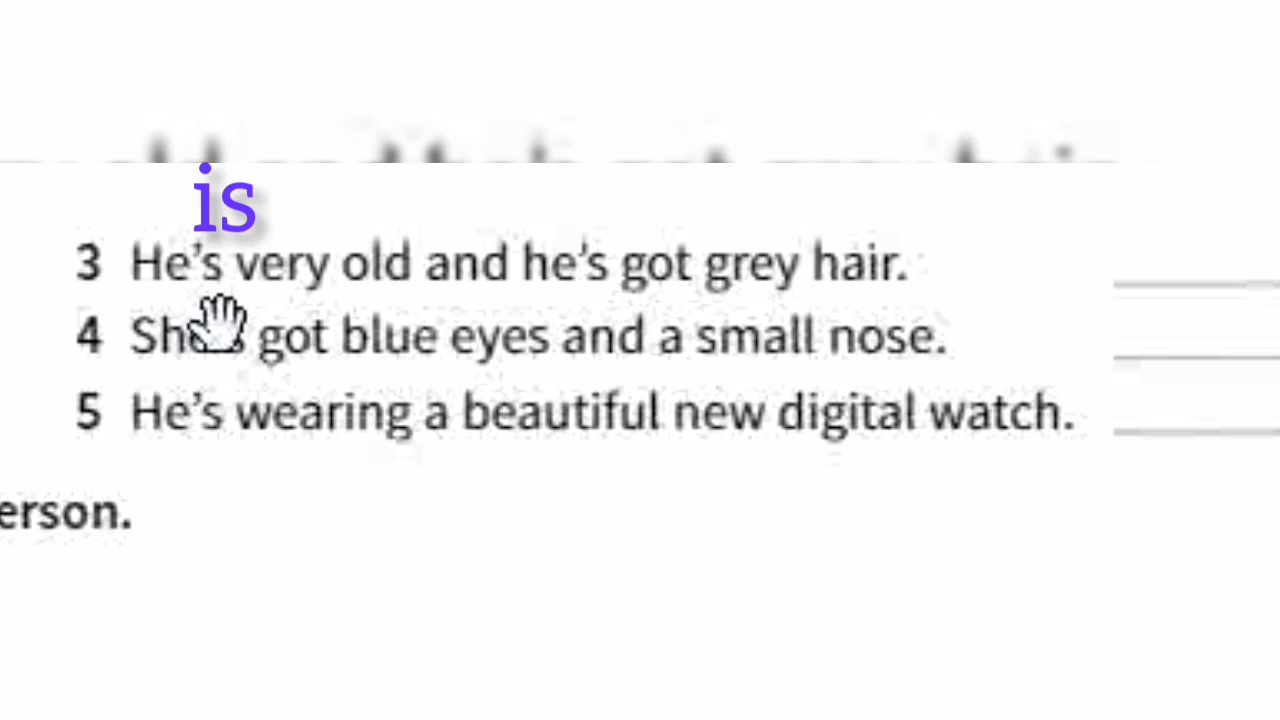 is
3 He's very old and he's got grey hair.
4 Sh got blue eyes and a small nose.
5 He's wearing a beautiful new digital watch.
erson.